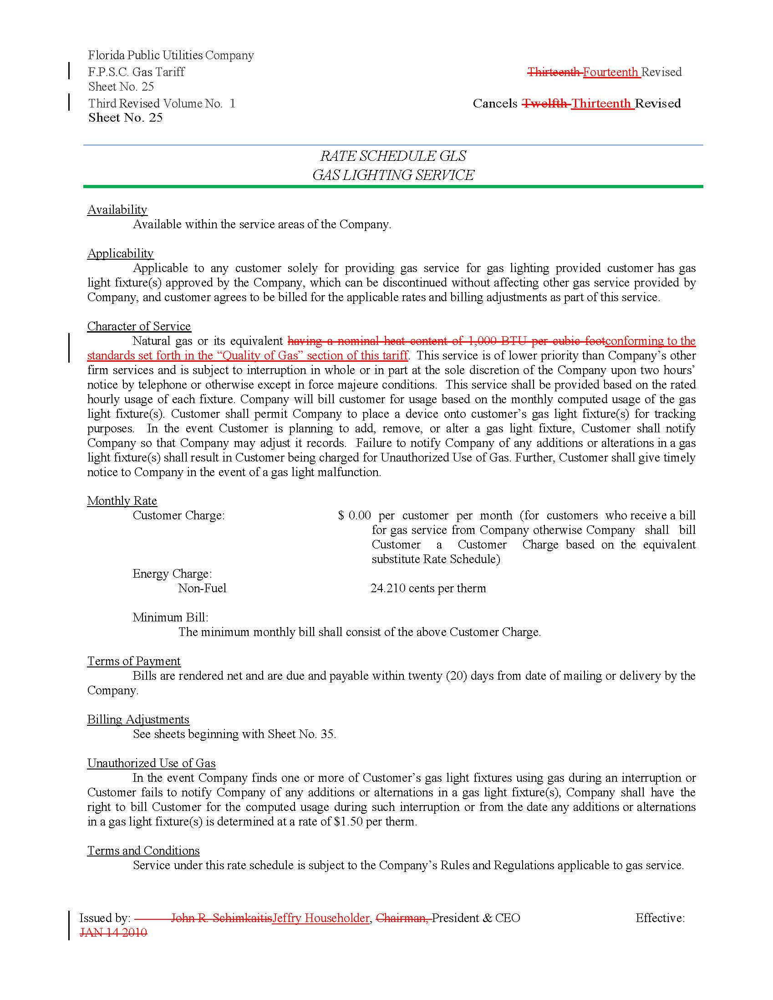 Florida Public Utilities Company
F.P.S.C. Gas Tariff Thirteenth Fourteenth Revised
Sheet No. 25
Third Revised Volume No. 1 Cancels Twelfth Thirteenth Revised
Sheet No. 25
RATE SCHEDULE GLS
GAS LIGHTING SERVICE
Availability
Available within the service areas of the Company.
Applicability
Applicable to any customer solely for providing gas service for gas lighting provided customer has gas
light fixture(s) approved by the Company, which can be discontinued without affecting other gas service provided by
Company, and customer agrees to be billed for the applicable rates and billing adjustments as part of this service.
Character of Service
Natural gas or its equivalent having a nominal heat content of 1,000 BTU per cubic footconforming to the
standards set forth in the “Quality of Gas” section of this tariff. This service is of lower priority than Company’s other
firm services and is subject to interruption in whole or in part at the sole discretion of the Company upon two hours’
notice by telephone or otherwise except in force majeure conditions. This service shall be provided based on the rated
hourly usage of each fixture. Company will bill customer for usage based on the monthly computed usage of the gas
light fixture(s). Customer shall permit Company to place a device onto customer’s gas light fixture(s) for tracking
purposes. In the event Customer is planning to add, remove, or alter a gas light fixture, Customer shall notify
Company so that Company may adjust it records. Failure to notify Company of any additions or alterations in a gas
light fixture(s) shall result in Customer being charged for Unauthorized Use of Gas. Further, Customer shall give timely
notice to Company in the event of a gas light malfunction.
Monthly Rate
Customer Charge: $ 0.00 per customer per month (for customers who receive a bill
for gas service from Company otherwise Company shall bill
Customer a Customer Charge based on the equivalent
substitute Rate Schedule)
Energy Charge:
Non-Fuel 24.210 cents per therm
Minimum Bill:
The minimum monthly bill shall consist of the above Customer Charge.
Terms of Payment
Bills are rendered net and are due and payable within twenty (20) days from date of mailing or delivery by the
Company.
Billing Adjustments
See sheets beginning with Sheet No. 35.
Unauthorized Use of Gas
In the event Company finds one or more of Customer’s gas light fixtures using gas during an interruption or
Customer fails to notify Company of any additions or alternations in a gas light fixture(s), Company shall have the
right to bill Customer for the computed usage during such interruption or from the date any additions or alternations
in a gas light fixture(s) is determined at a rate of $1.50 per therm.
Terms and Conditions
Service under this rate schedule is subject to the Company’s Rules and Regulations applicable to gas service.
Issued by: John R. SchimkaitisJeffry Householder, Chairman, President & CEO Effective:
JAN 14 2010